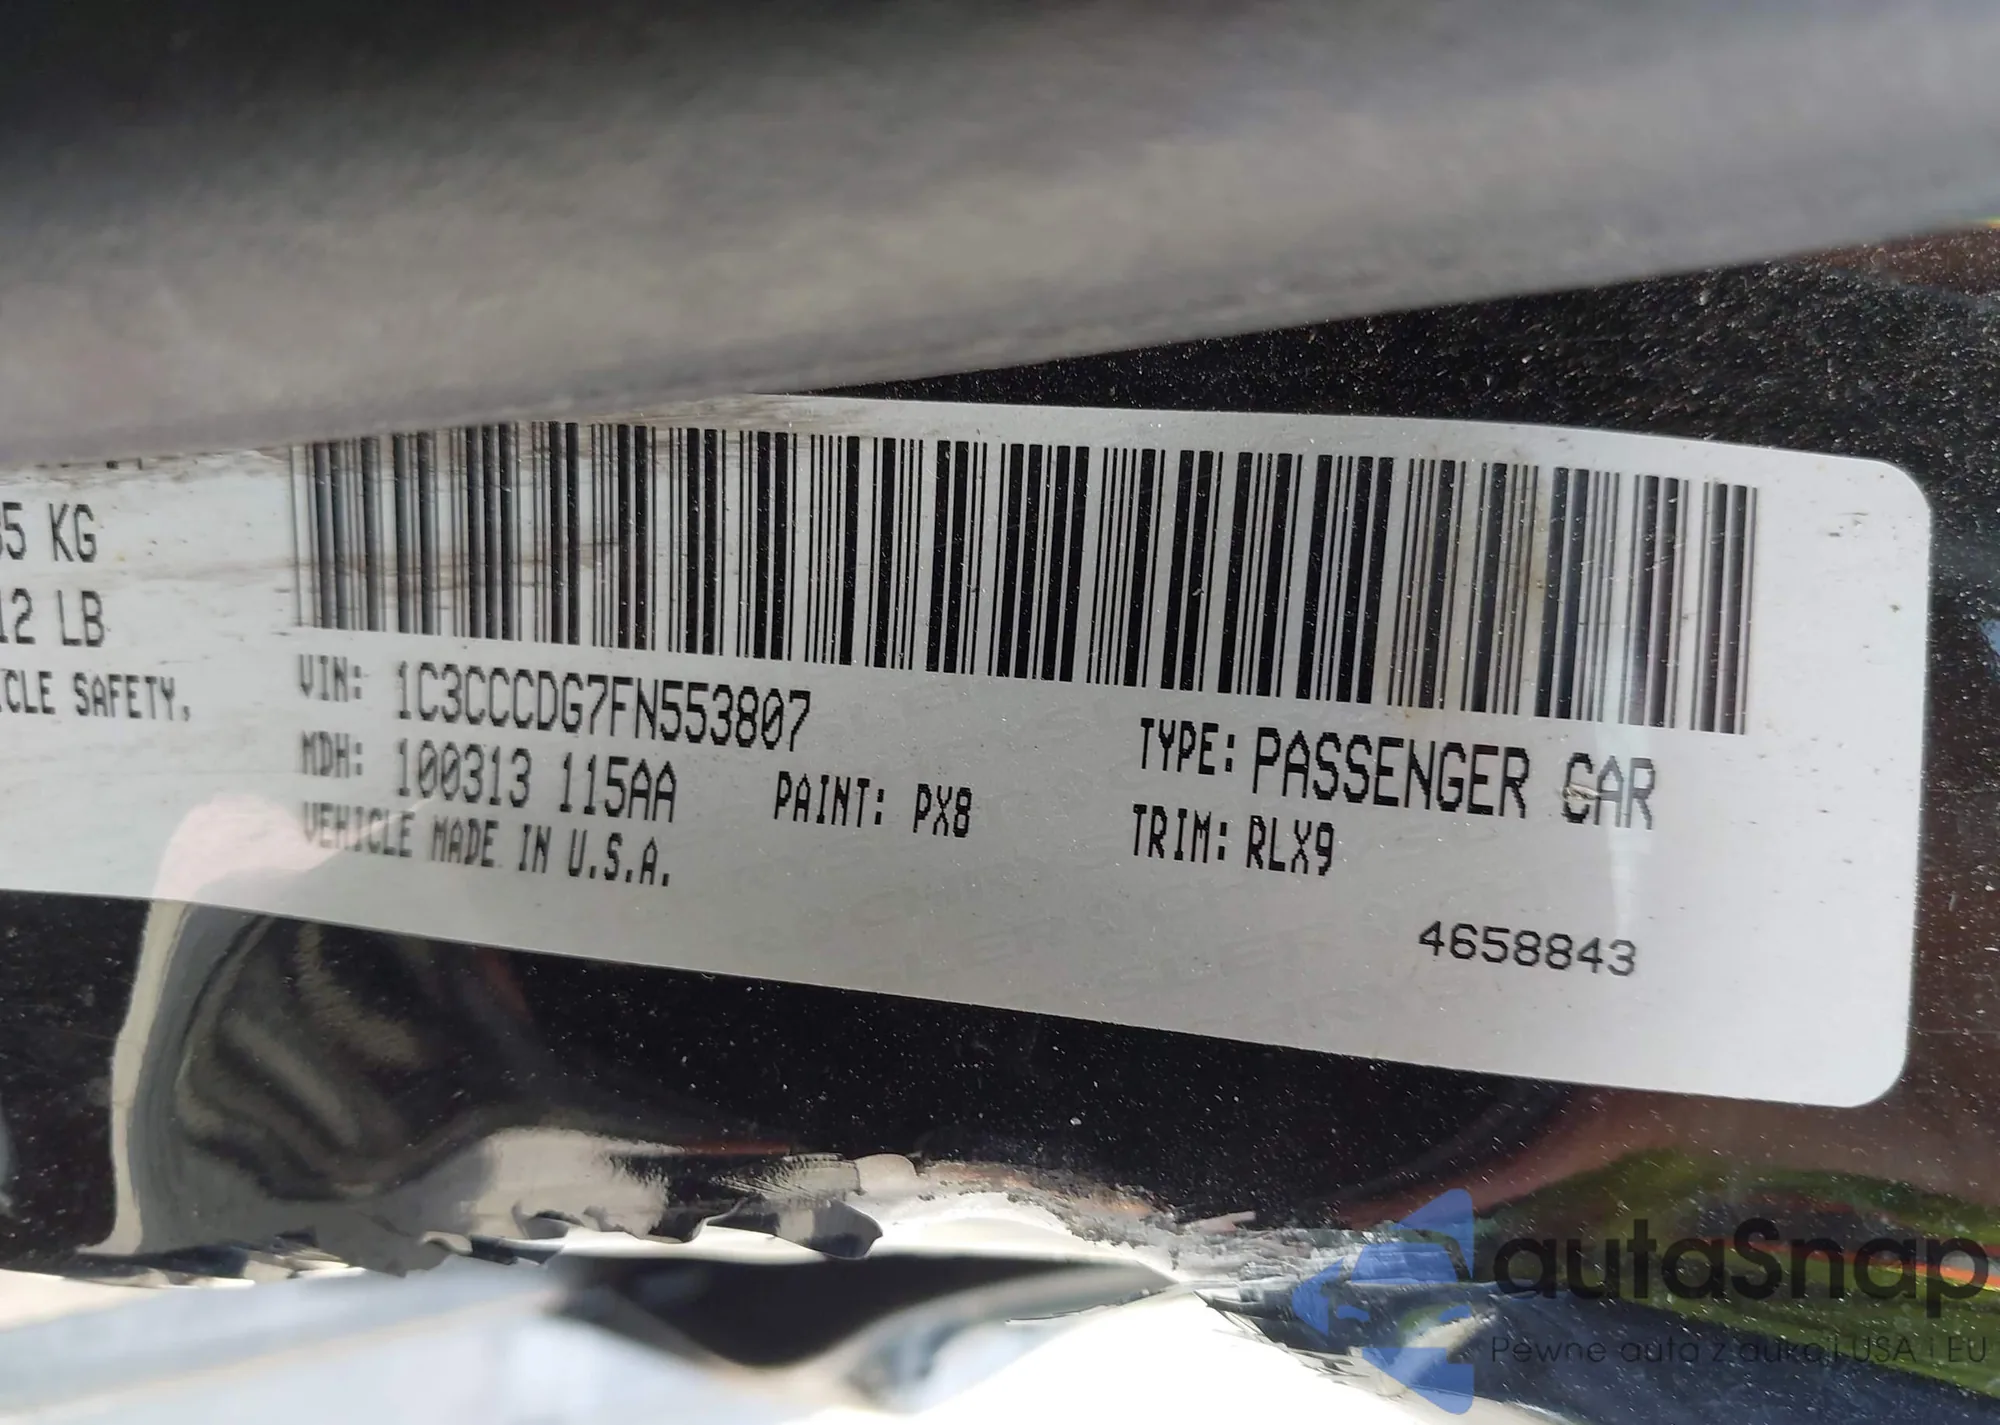 5 KG
12 LB
ICLE SAFETY,
VIN: 1C3CCCDG7FN553807
MDH: 100313 115AA
PAINT: PX8
VEHICLE MADE IN U.S.A.
TYPE: PASSENGER CAR
TRIM: RLX9
4658843
autaSnap
Pewne auta z aukcji USA i EU